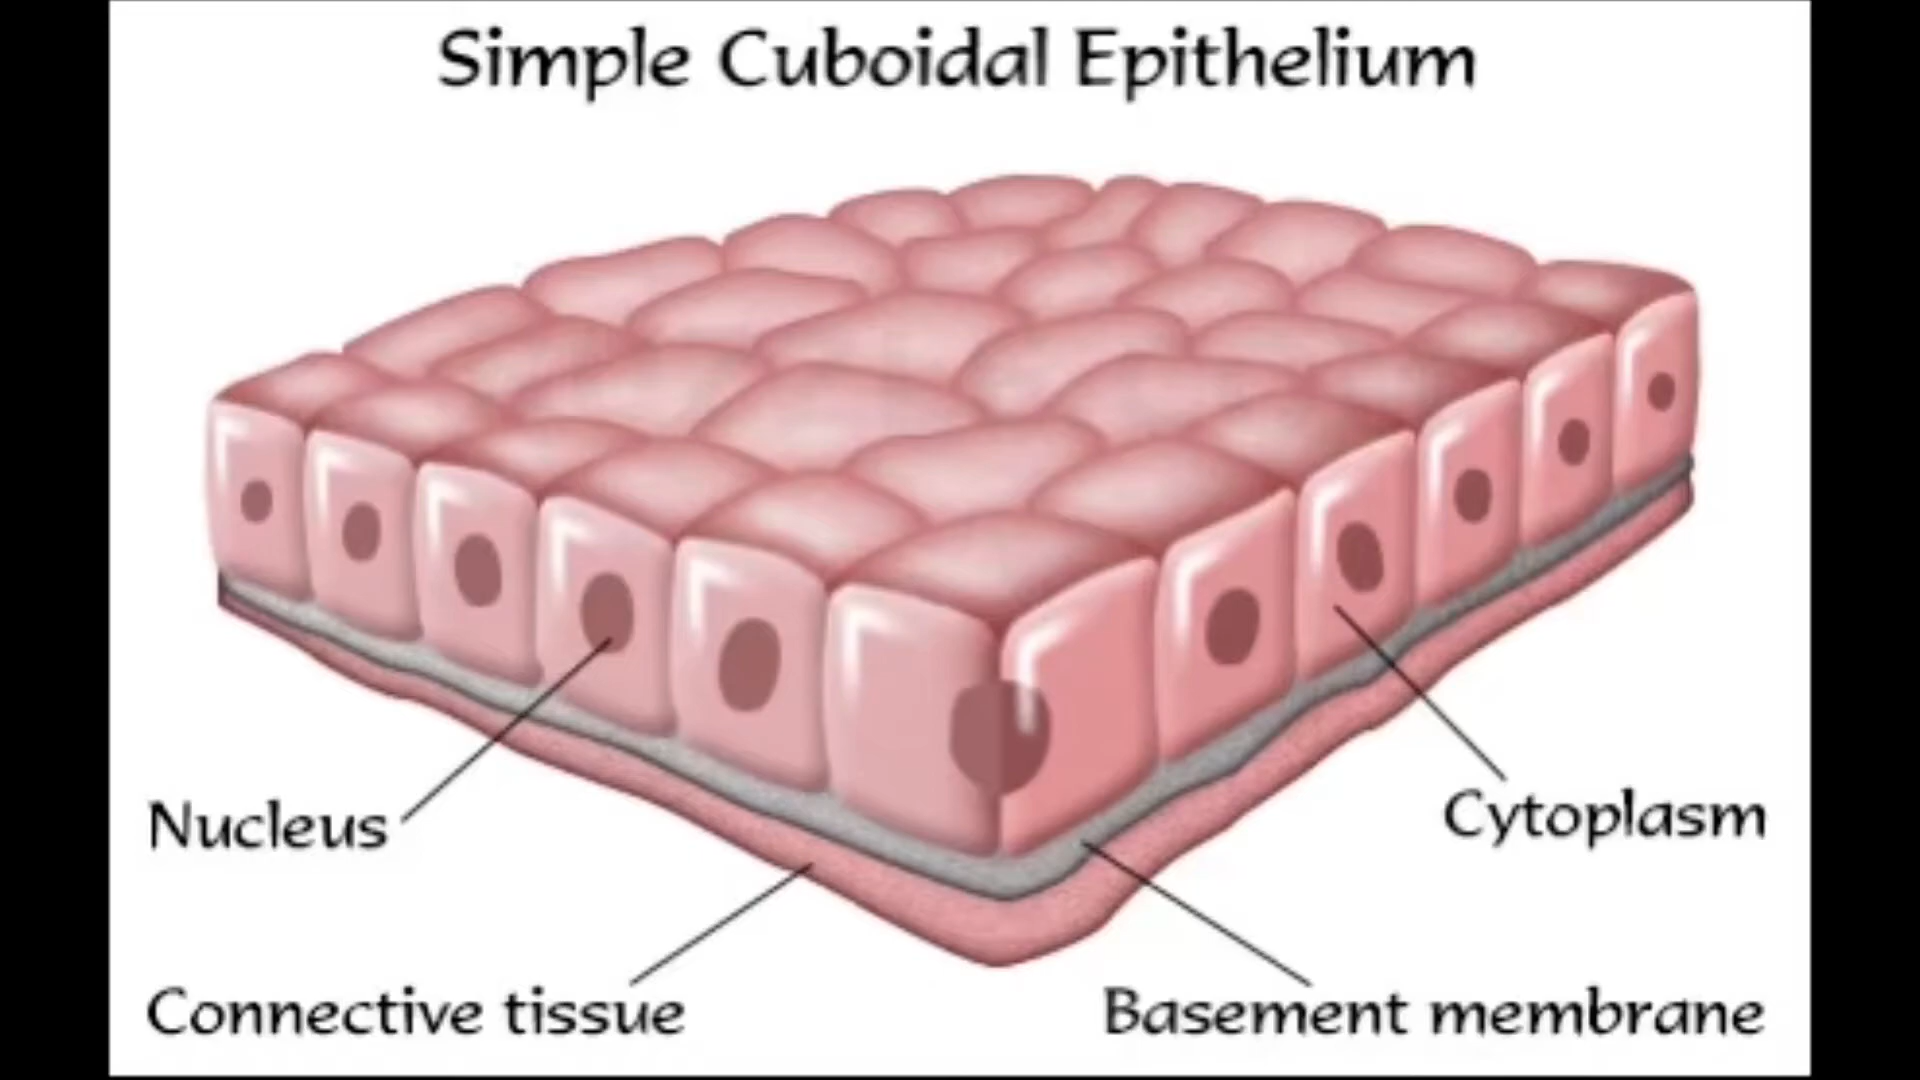 Simple Cuboidal Epithelium
Nucleus
Cytoplasm
Connective tissue
Basement membrane